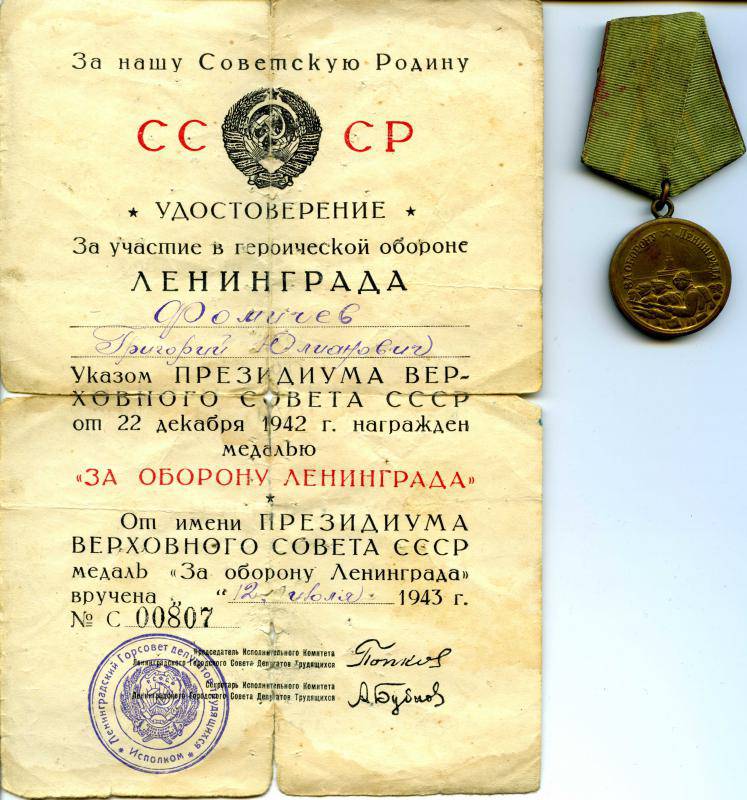 За нашу Советскую Родину
СС СР
★ УДОСТОВЕРЕНИЕ ★
За участие в героической обороне
ЛЕНИНГРАДА
Фомичев
Григорий Юлианович
Указом ПРЕЗИДИУМА ВЕР-
ХОВНОГО СОВЕТА СССР
от 22 декабря 1942 г. награжден
медалью
«ЗА ОБОРОНУ ЛЕНИНГРАДА»
★
От имени ПРЕЗИДИУМА
ВЕРХОВНОГО СОВЕТА СССР
медаль «За оборону Ленинграда»
вручена „ “ 12 июля 1943 г.
№ С 00807
Председатель Исполнительного Комитета
Ленинградского Городского Совета Депутатов Трудящихся
Попков
Секретарь Исполнительного Комитета
Ленинградского Городского Совета Депутатов Трудящихся
А Бубнов
Ленинградский Горсовет депутатов трудящихся
★ Исполком ★
ЗА ОБОРОНУ ★ ЛЕНИНГРАДА